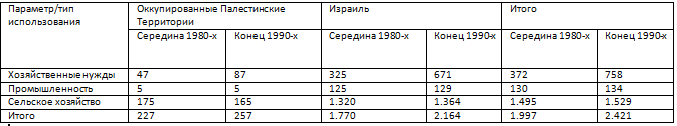 Параметр/тип использования Оккупированные Палестинские Территории Израиль Итого
Середина 1980-х Конец 1990-х Середина 1980-х Конец 1990-х Середина 1980-х Конец 1990-х
Хозяйственные нужды 47 87 325 671 372 758
Промышленность 5 5 125 129 130 134
Сельское хозяйство 175 165 1.320 1.364 1.495 1.529
Итого 227 257 1.770 2.164 1.997 2.421